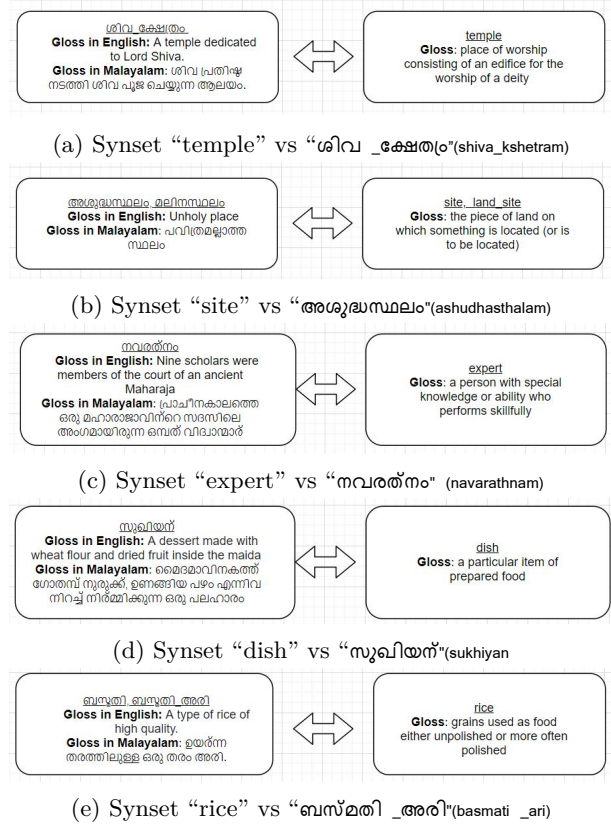 ശിവ_ക്ഷേത്രം
Gloss in English: A temple dedicated
to Lord Shiva.
Gloss in Malayalam: ശിവ പ്രതിഷ്ഠ
നടത്തി ശിവ പൂജ ചെയ്യുന്ന ആലയം.
temple
Gloss: place of worship
consisting of an edifice for the
worship of a deity
(a) Synset “temple” vs “ശിവ _ക്ഷേത്രം"(shiva_kshetram)
അശുദ്ധസ്ഥലം, മലിനസ്ഥലം
Gloss in English: Unholy place
Gloss in Malayalam: പവിത്രമല്ലാത്ത
സ്ഥലം
site, land_site
Gloss: the piece of land on
which something is located (or is
to be located)
(b) Synset “site” vs “അശുദ്ധസ്ഥലം"(ashudhasthalam)
നവരത്നം
Gloss in English: Nine scholars were
members of the court of an ancient
Maharaja
Gloss in Malayalam: പ്രാചീനകാലത്തെ
ഒരു മഹാരാജാവിന്റെ സദസിലെ
അംഗമായിരുന്ന ഒമ്പത് വിദ്വാന്മാര്
expert
Gloss: a person with special
knowledge or ability who
performs skillfully
(c) Synset “expert” vs “നവരത്നം" (navarathnam)
സുഖിയന്
Gloss in English: A dessert made with
wheat flour and dried fruit inside the maida
Gloss in Malayalam: മൈദമാവിനകത്ത്
ഗോതമ്പ് നുരുക്ക്, ഉണങ്ങിയ പഴം എന്നിവ
നിറച്ച് നിര്മ്മിക്കുന്ന ഒരു പലഹാരം
dish
Gloss: a particular item of
prepared food
(d) Synset “dish” vs “സുഖിയന്"(sukhiyan
ബസ്മതി, ബസ്മതി_അരി
Gloss in English: A type of rice of
high quality.
Gloss in Malayalam: ഉയര്ന്ന
തരത്തിലുള്ള ഒരു തരം അരി.
rice
Gloss: grains used as food
either unpolished or more often
polished
(e) Synset “rice” vs “ബസ്മതി _അരി"(basmati _ari)